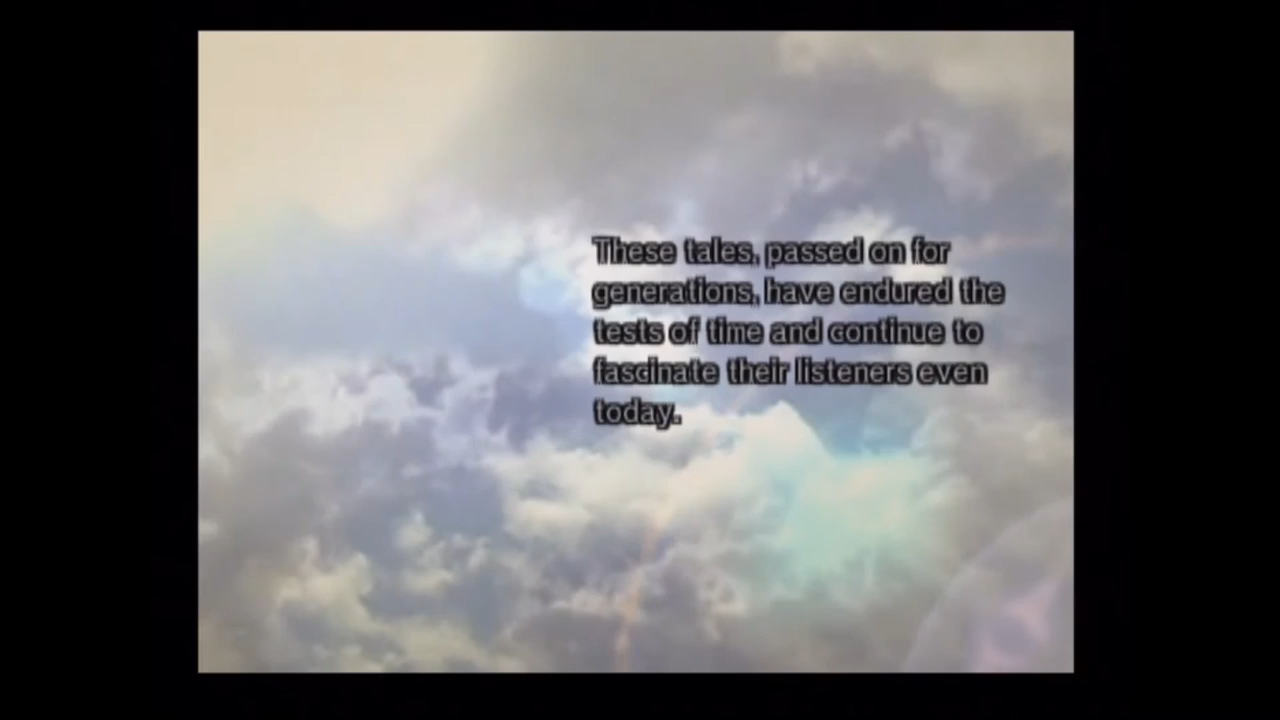 These tales, passed on for
generations, have endured the
tests of time and continue to
fascinate their listeners even
today.